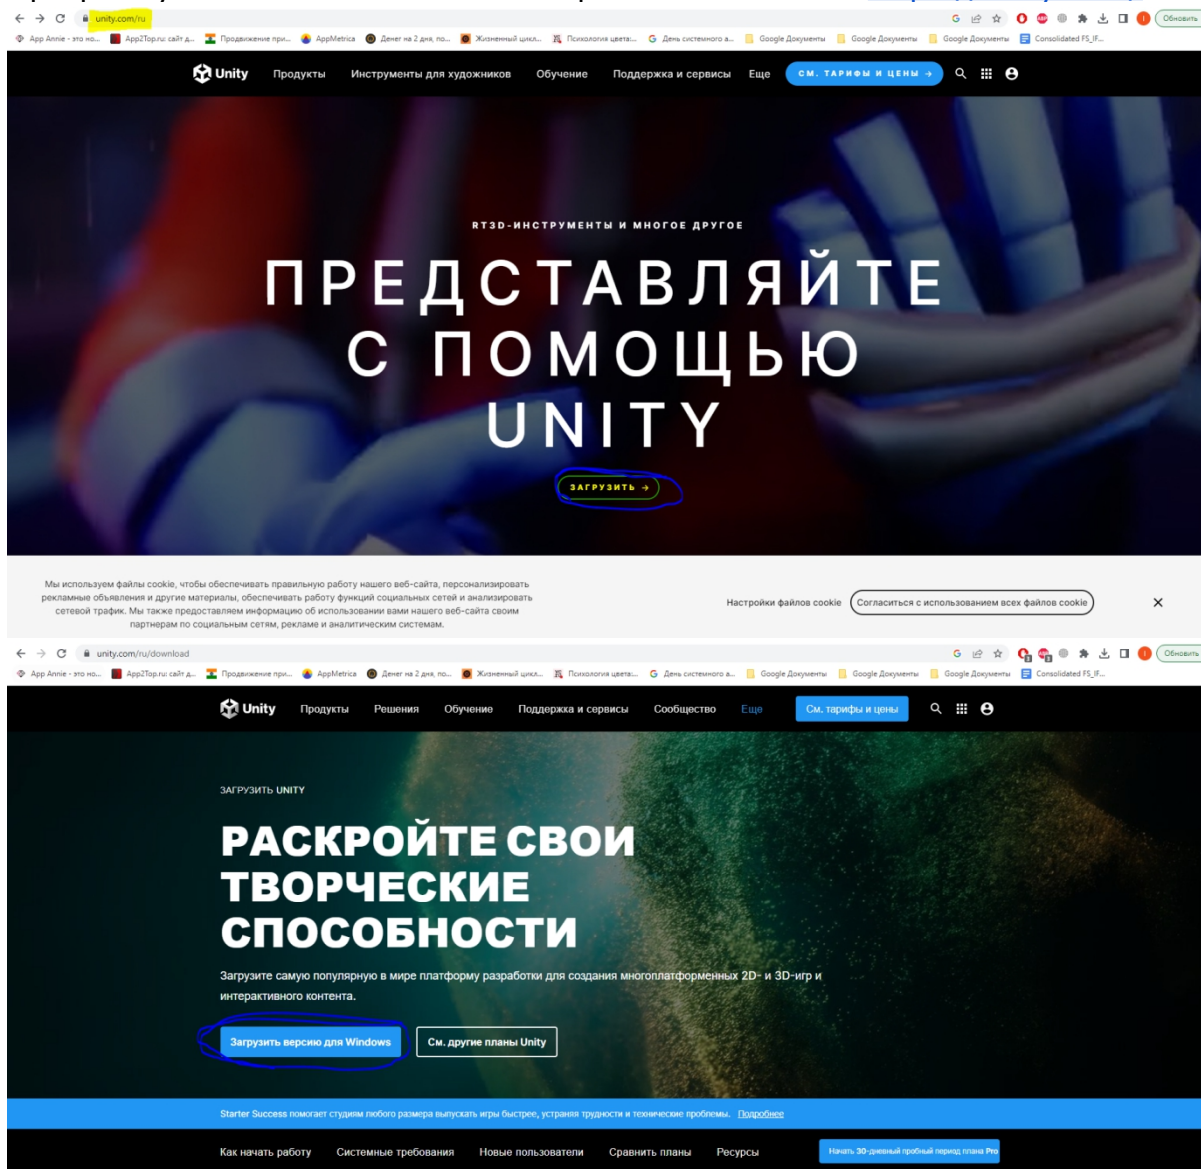 unity.com/ru
Обновить
App Annie - это но... App2Top.ru: сайт д... Продвижение при... AppMetrica Денег на 2 дня, по... Жизненный цикл... Психология цвета:... День системного а... Google Документы Google Документы Google Документы Consolidated FS_IF...
Unity Продукты Инструменты для художников Обучение Поддержка и сервисы Еще СМ. ТАРИФЫ И ЦЕНЫ →
RT3D-ИНСТРУМЕНТЫ И МНОГОЕ ДРУГОЕ
ПРЕДСТАВЛЯЙТЕ
С ПОМОЩЬЮ
UNITY
ЗАГРУЗИТЬ →
Мы используем файлы cookie, чтобы обеспечивать правильную работу нашего веб-сайта, персонализировать
рекламные объявления и другие материалы, обеспечивать работу функций социальных сетей и анализировать
сетевой трафик. Мы также предоставляем информацию об использовании вами нашего веб-сайта своим
партнерам по социальным сетям, рекламе и аналитическим системам.
Настройки файлов cookie Согласиться с использованием всех файлов cookie
unity.com/ru/download
Обновить
App Annie - это но... App2Top.ru: сайт д... Продвижение при... AppMetrica Денег на 2 дня, по... Жизненный цикл... Психология цвета:... День системного а... Google Документы Google Документы Google Документы Consolidated FS_IF...
Unity Продукты Решения Обучение Поддержка и сервисы Сообщество Еще См. тарифы и цены
ЗАГРУЗИТЬ UNITY
РАСКРОЙТЕ СВОИ
ТВОРЧЕСКИЕ
СПОСОБНОСТИ
Загрузите самую популярную в мире платформу разработки для создания многоплатформенных 2D- и 3D-игр и
интерактивного контента.
Загрузить версию для Windows См. другие планы Unity
Starter Success помогает студиям любого размера выпускать игры быстрее, устраняя трудности и технические проблемы. Подробнее
Как начать работу Системные требования Новые пользователи Сравнить планы Ресурсы Начать 30-дневный пробный период плана Pro